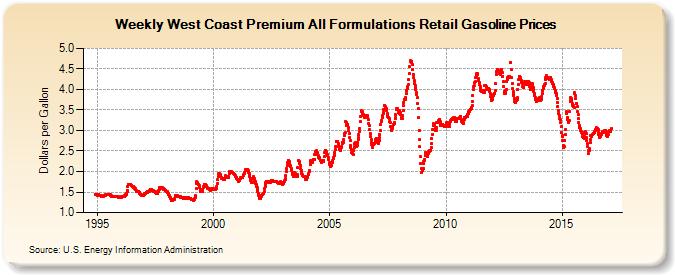 Weekly West Coast Premium All Formulations Retail Gasoline Prices
Dollars per Gallon
5.0
4.5
4.0
3.5
3.0
2.5
2.0
1.5
1.0
1995 2000 2005 2010 2015
Source: U.S. Energy Information Administration